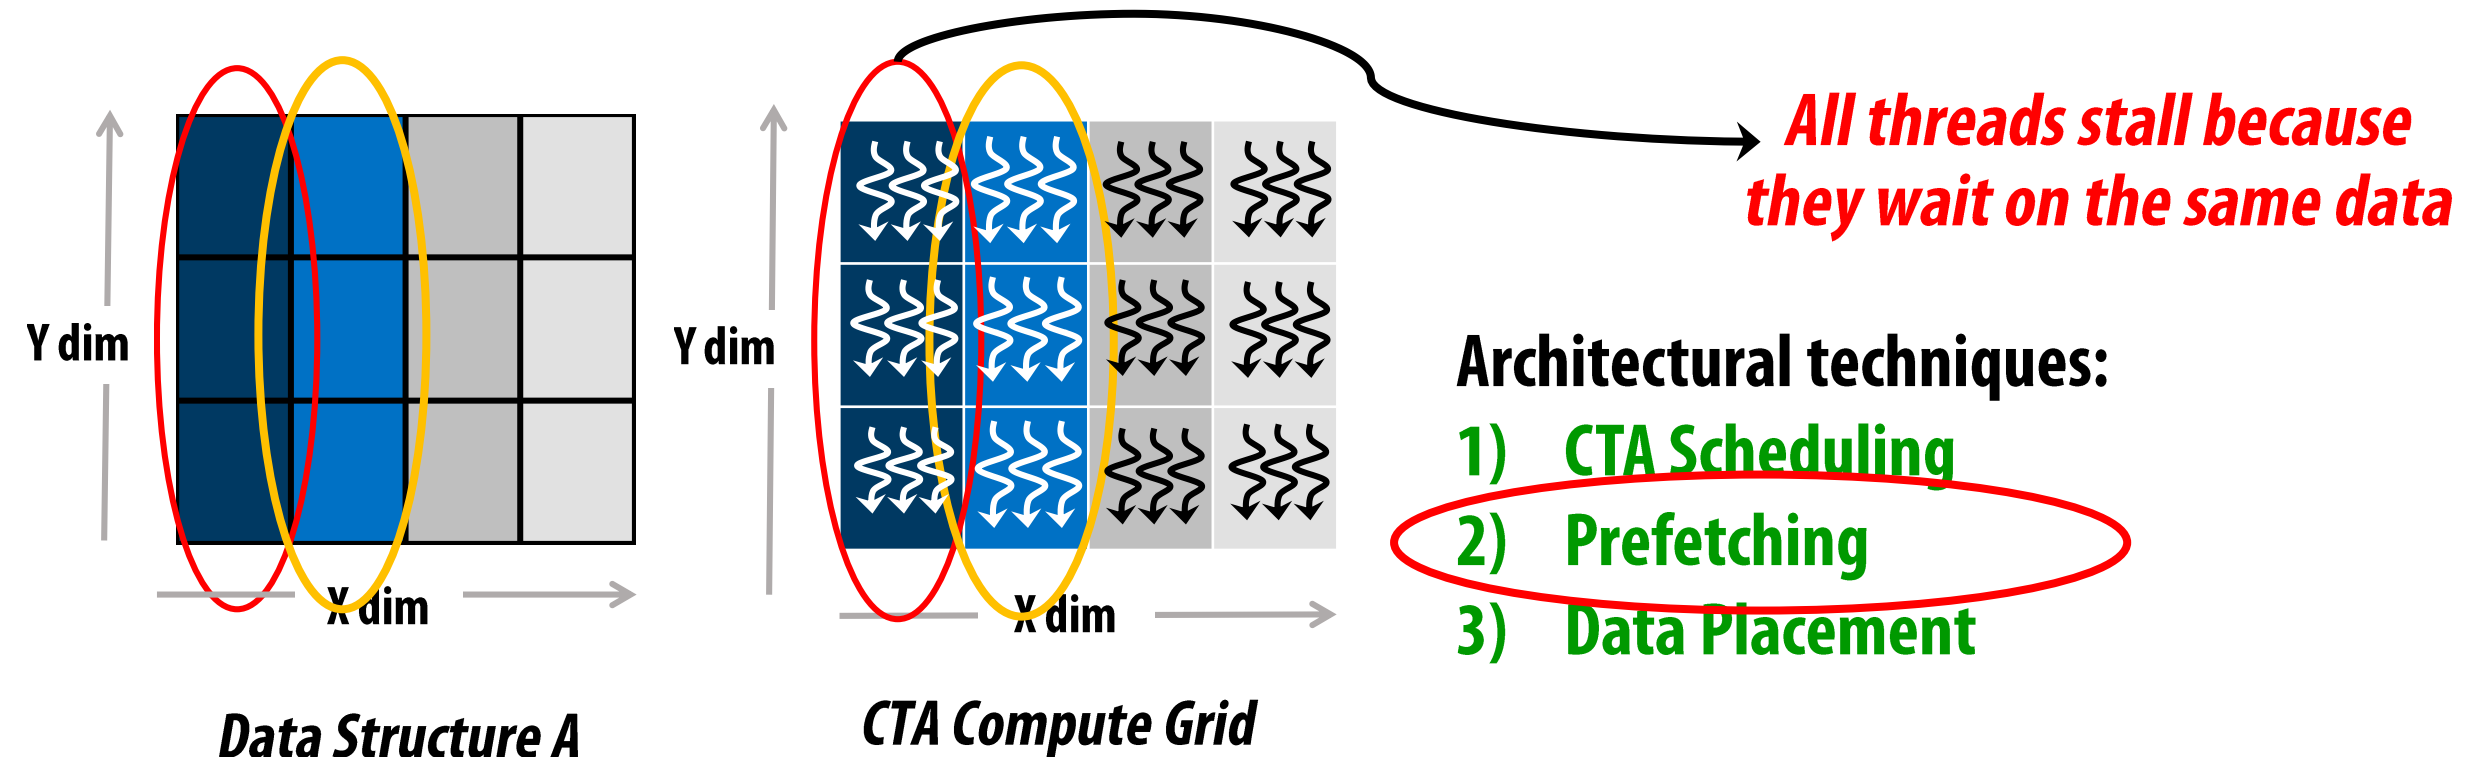 All threads stall because
they wait on the same data
Y dim
X dim
Data Structure A
Y dim
X dim
CTA Compute Grid
Architectural techniques:
1) CTA Scheduling
2) Prefetching
3) Data Placement